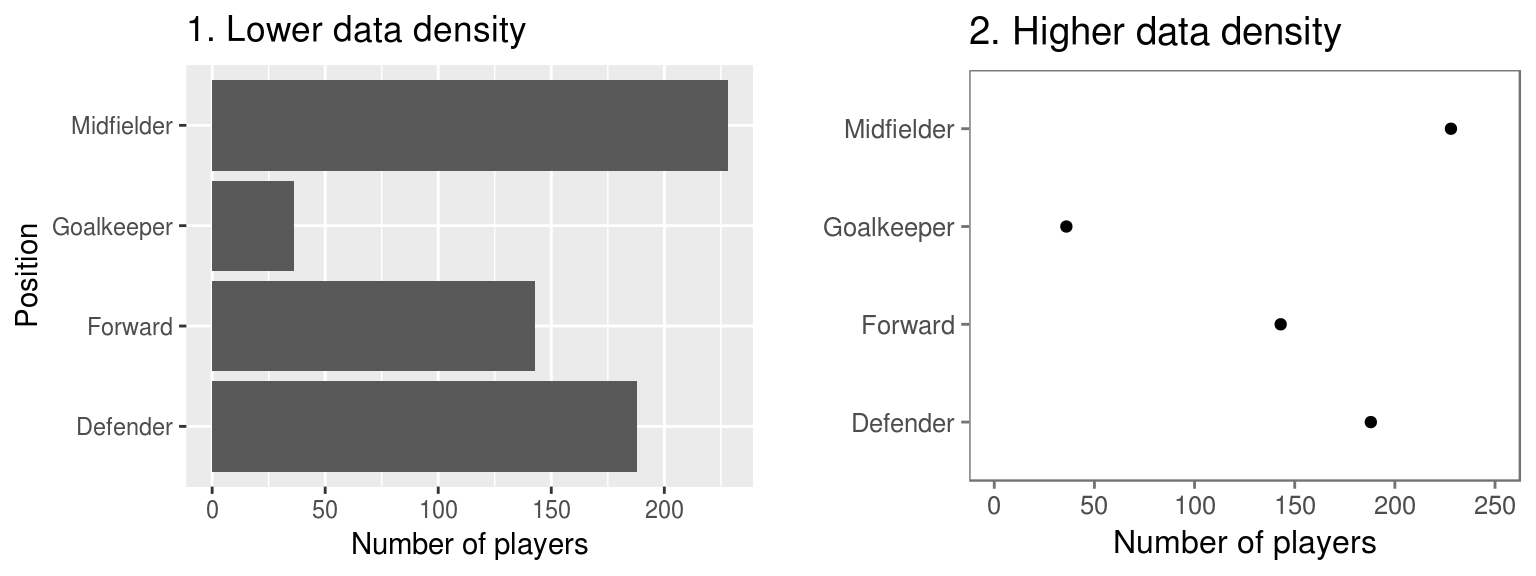 1. Lower data density
Position
Midfielder
Goalkeeper
Forward
Defender
0 50 100 150 200
Number of players
2. Higher data density
Midfielder
Goalkeeper
Forward
Defender
0 50 100 150 200 250
Number of players